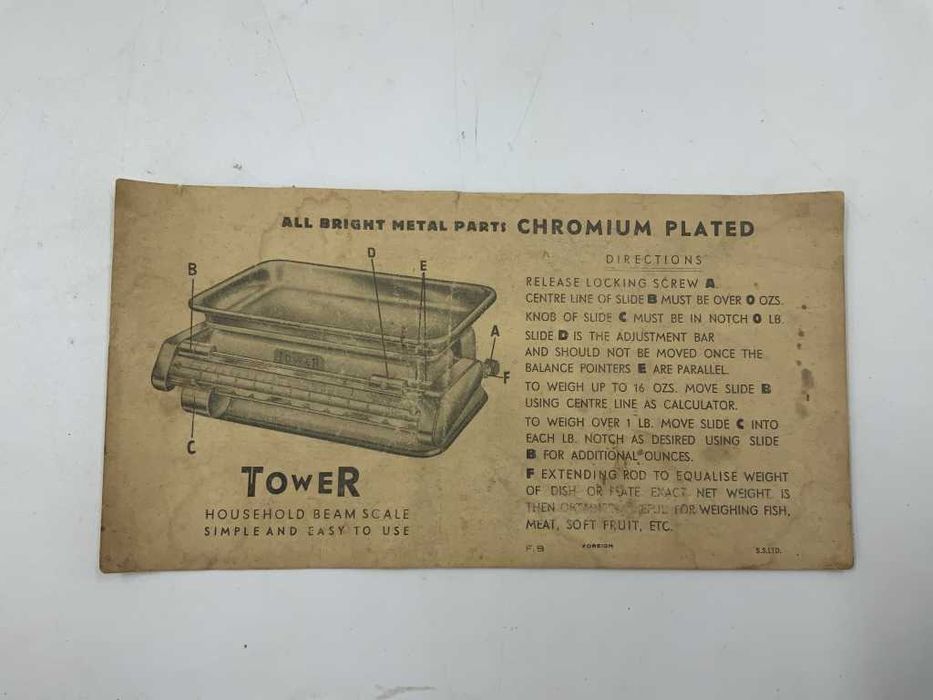 ALL BRIGHT METAL PARTS CHROMIUM PLATED
B
D
E
A
F
C
TOWER
TOWER
HOUSEHOLD BEAM SCALE
SIMPLE AND EASY TO USE
DIRECTIONS
RELEASE LOCKING SCREW A.
CENTRE LINE OF SLIDE B MUST BE OVER O OZS.
KNOB OF SLIDE C MUST BE IN NOTCH O LB.
SLIDE D IS THE ADJUSTMENT BAR
AND SHOULD NOT BE MOVED ONCE THE
BALANCE POINTERS E ARE PARALLEL.
TO WEIGH UP TO 16 OZS. MOVE SLIDE B
USING CENTRE LINE AS CALCULATOR.
TO WEIGH OVER 1 LB. MOVE SLIDE C INTO
EACH LB. NOTCH AS DESIRED USING SLIDE
B FOR ADDITIONAL OUNCES.
F EXTENDING ROD TO EQUALISE WEIGHT
OF DISH OR PLATE EXACT NET WEIGHT IS
THEN FOR WEIGHING FISH,
MEAT, SOFT FRUIT, ETC.
F.9 FOREIGN S.S.LTD.